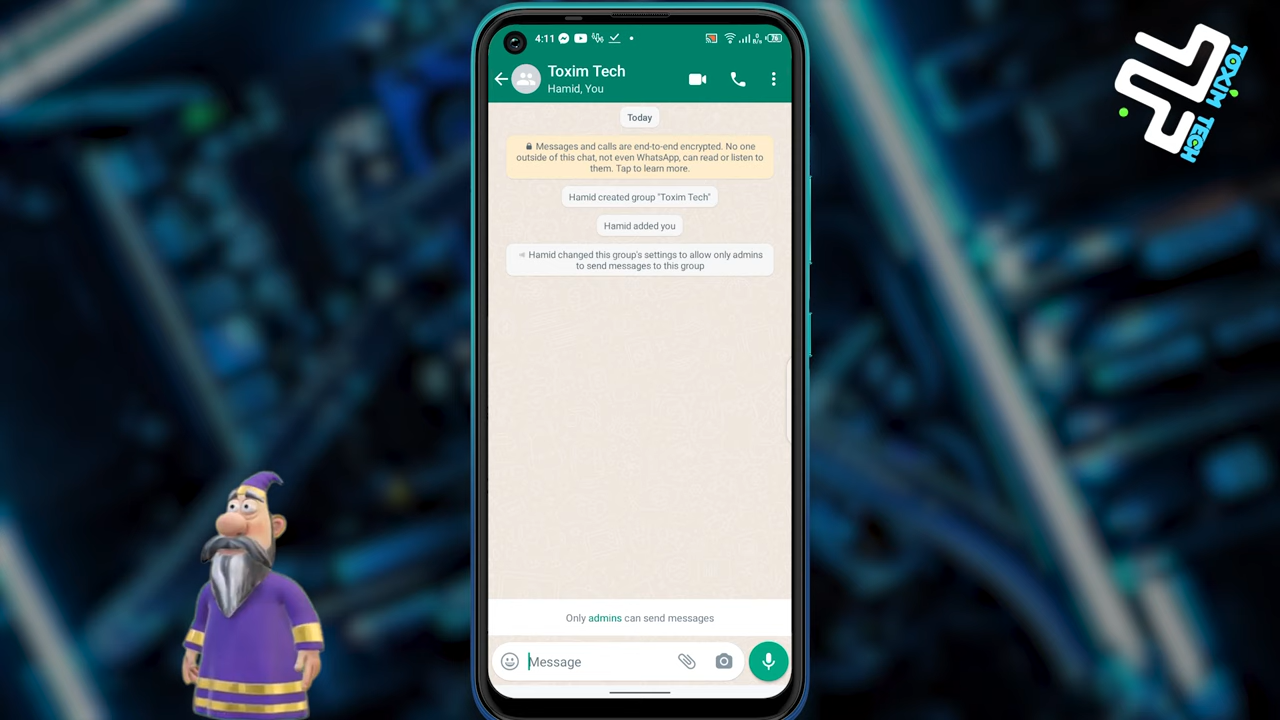 4:11
76
Toxim Tech
Hamid, You
Today
Messages and calls are end-to-end encrypted. No one
outside of this chat, not even WhatsApp, can read or listen to
them. Tap to learn more.
Hamid created group "Toxim Tech"
Hamid added you
Hamid changed this group's settings to allow only admins
to send messages to this group
Only admins can send messages
Message
TOXIM TECH